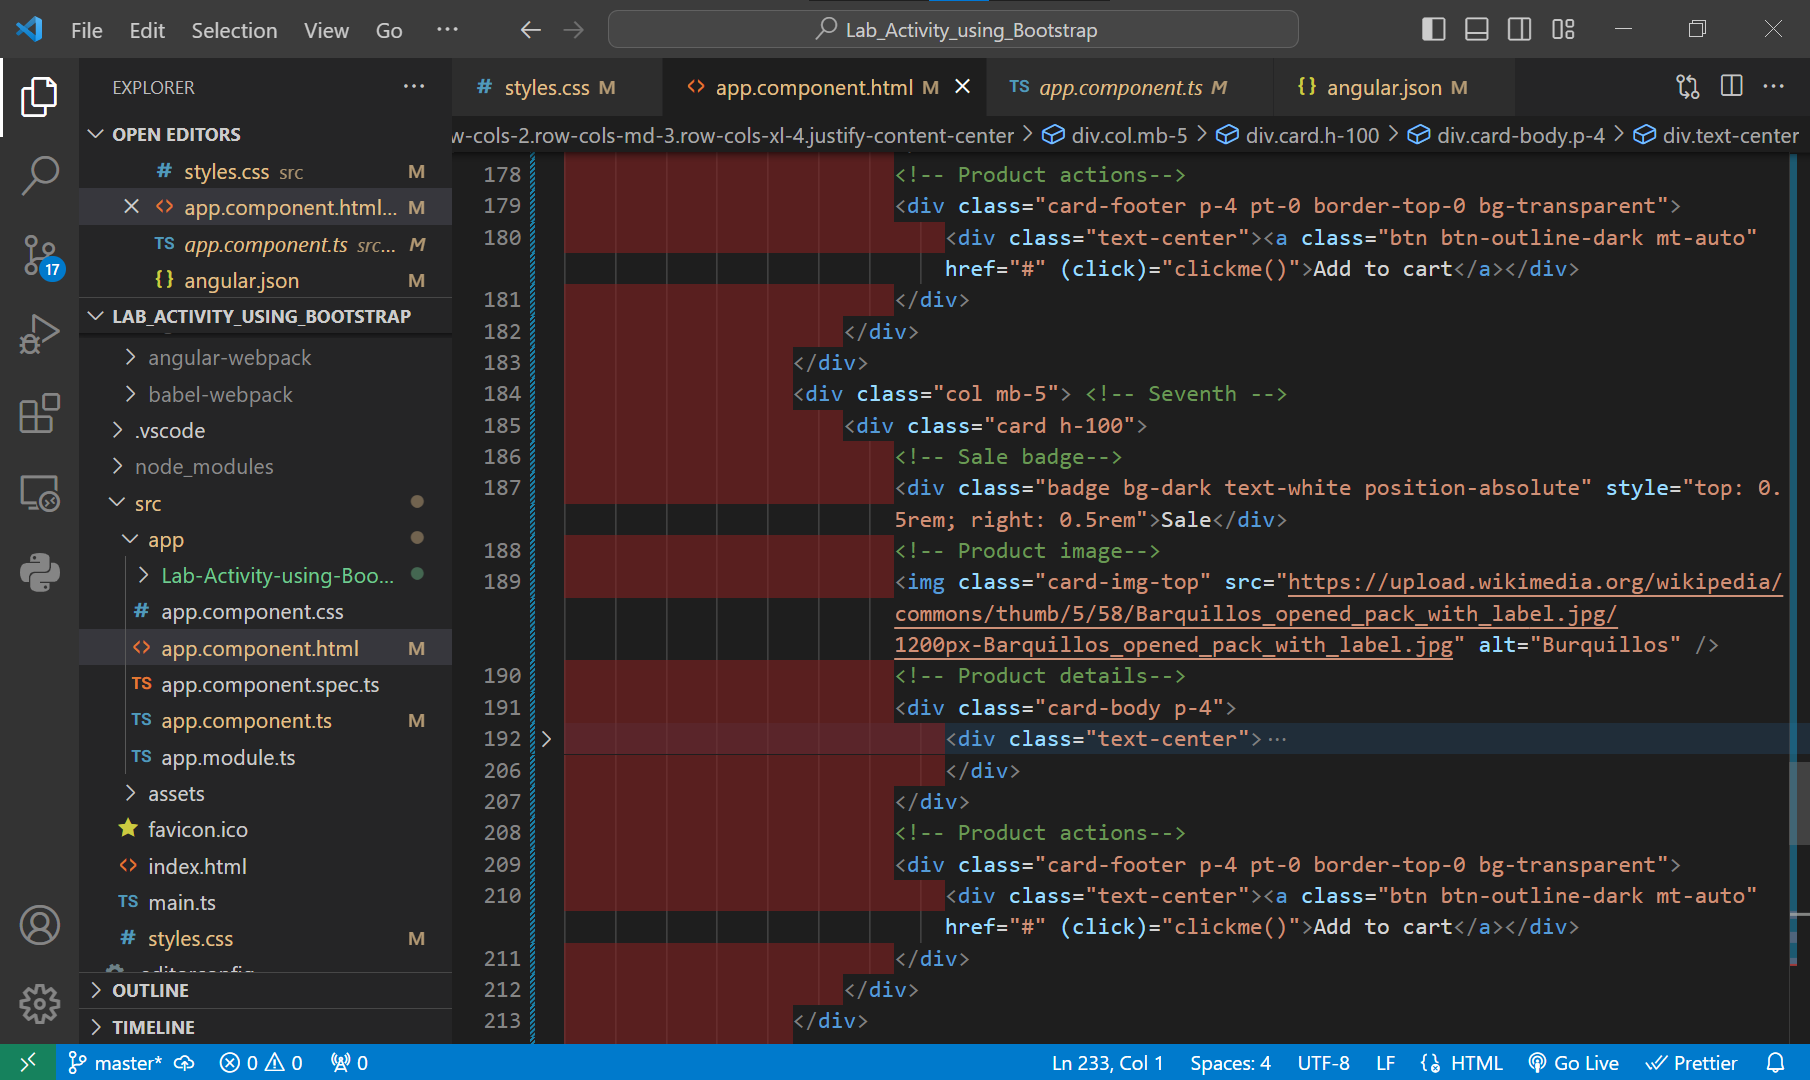 File Edit Selection View Go ··· Lab_Activity_using_Bootstrap
EXPLORER ···
OPEN EDITORS
# styles.css src M
app.component.html... M
TS app.component.ts src... M
{} angular.json M
LAB_ACTIVITY_USING_BOOTSTRAP
angular-webpack
babel-webpack
.vscode
node_modules
src
app
Lab-Activity-using-Boo...
# app.component.css
<> app.component.html M
TS app.component.spec.ts
TS app.component.ts M
TS app.module.ts
assets
favicon.ico
<> index.html
TS main.ts
# styles.css M
.editorconfig
OUTLINE
TIMELINE
# styles.css M <> app.component.html M TS app.component.ts M {} angular.json M
w-cols-2.row-cols-md-3.row-cols-xl-4.justify-content-center > div.col.mb-5 > div.card.h-100 > div.card-body.p-4 > div.text-center
178 <!-- Product actions-->
179 <div class="card-footer p-4 pt-0 border-top-0 bg-transparent">
180 <div class="text-center"><a class="btn btn-outline-dark mt-auto"
href="#" (click)="clickme()">Add to cart</a></div>
181 </div>
182 </div>
183 </div>
184 <div class="col mb-5"> <!-- Seventh -->
185 <div class="card h-100">
186 <!-- Sale badge-->
187 <div class="badge bg-dark text-white position-absolute" style="top: 0.
5rem; right: 0.5rem">Sale</div>
188 <!-- Product image-->
189 <img class="card-img-top" src="https://upload.wikimedia.org/wikipedia/
commons/thumb/5/58/Barquillos_opened_pack_with_label.jpg/
1200px-Barquillos_opened_pack_with_label.jpg" alt="Burquillos" />
190 <!-- Product details-->
191 <div class="card-body p-4">
192 <div class="text-center">···
206 </div>
207 </div>
208 <!-- Product actions-->
209 <div class="card-footer p-4 pt-0 border-top-0 bg-transparent">
210 <div class="text-center"><a class="btn btn-outline-dark mt-auto"
href="#" (click)="clickme()">Add to cart</a></div>
211 </div>
212 </div>
213 </div>
17
master* 0 0 0 Ln 233, Col 1 Spaces: 4 UTF-8 LF HTML Go Live Prettier